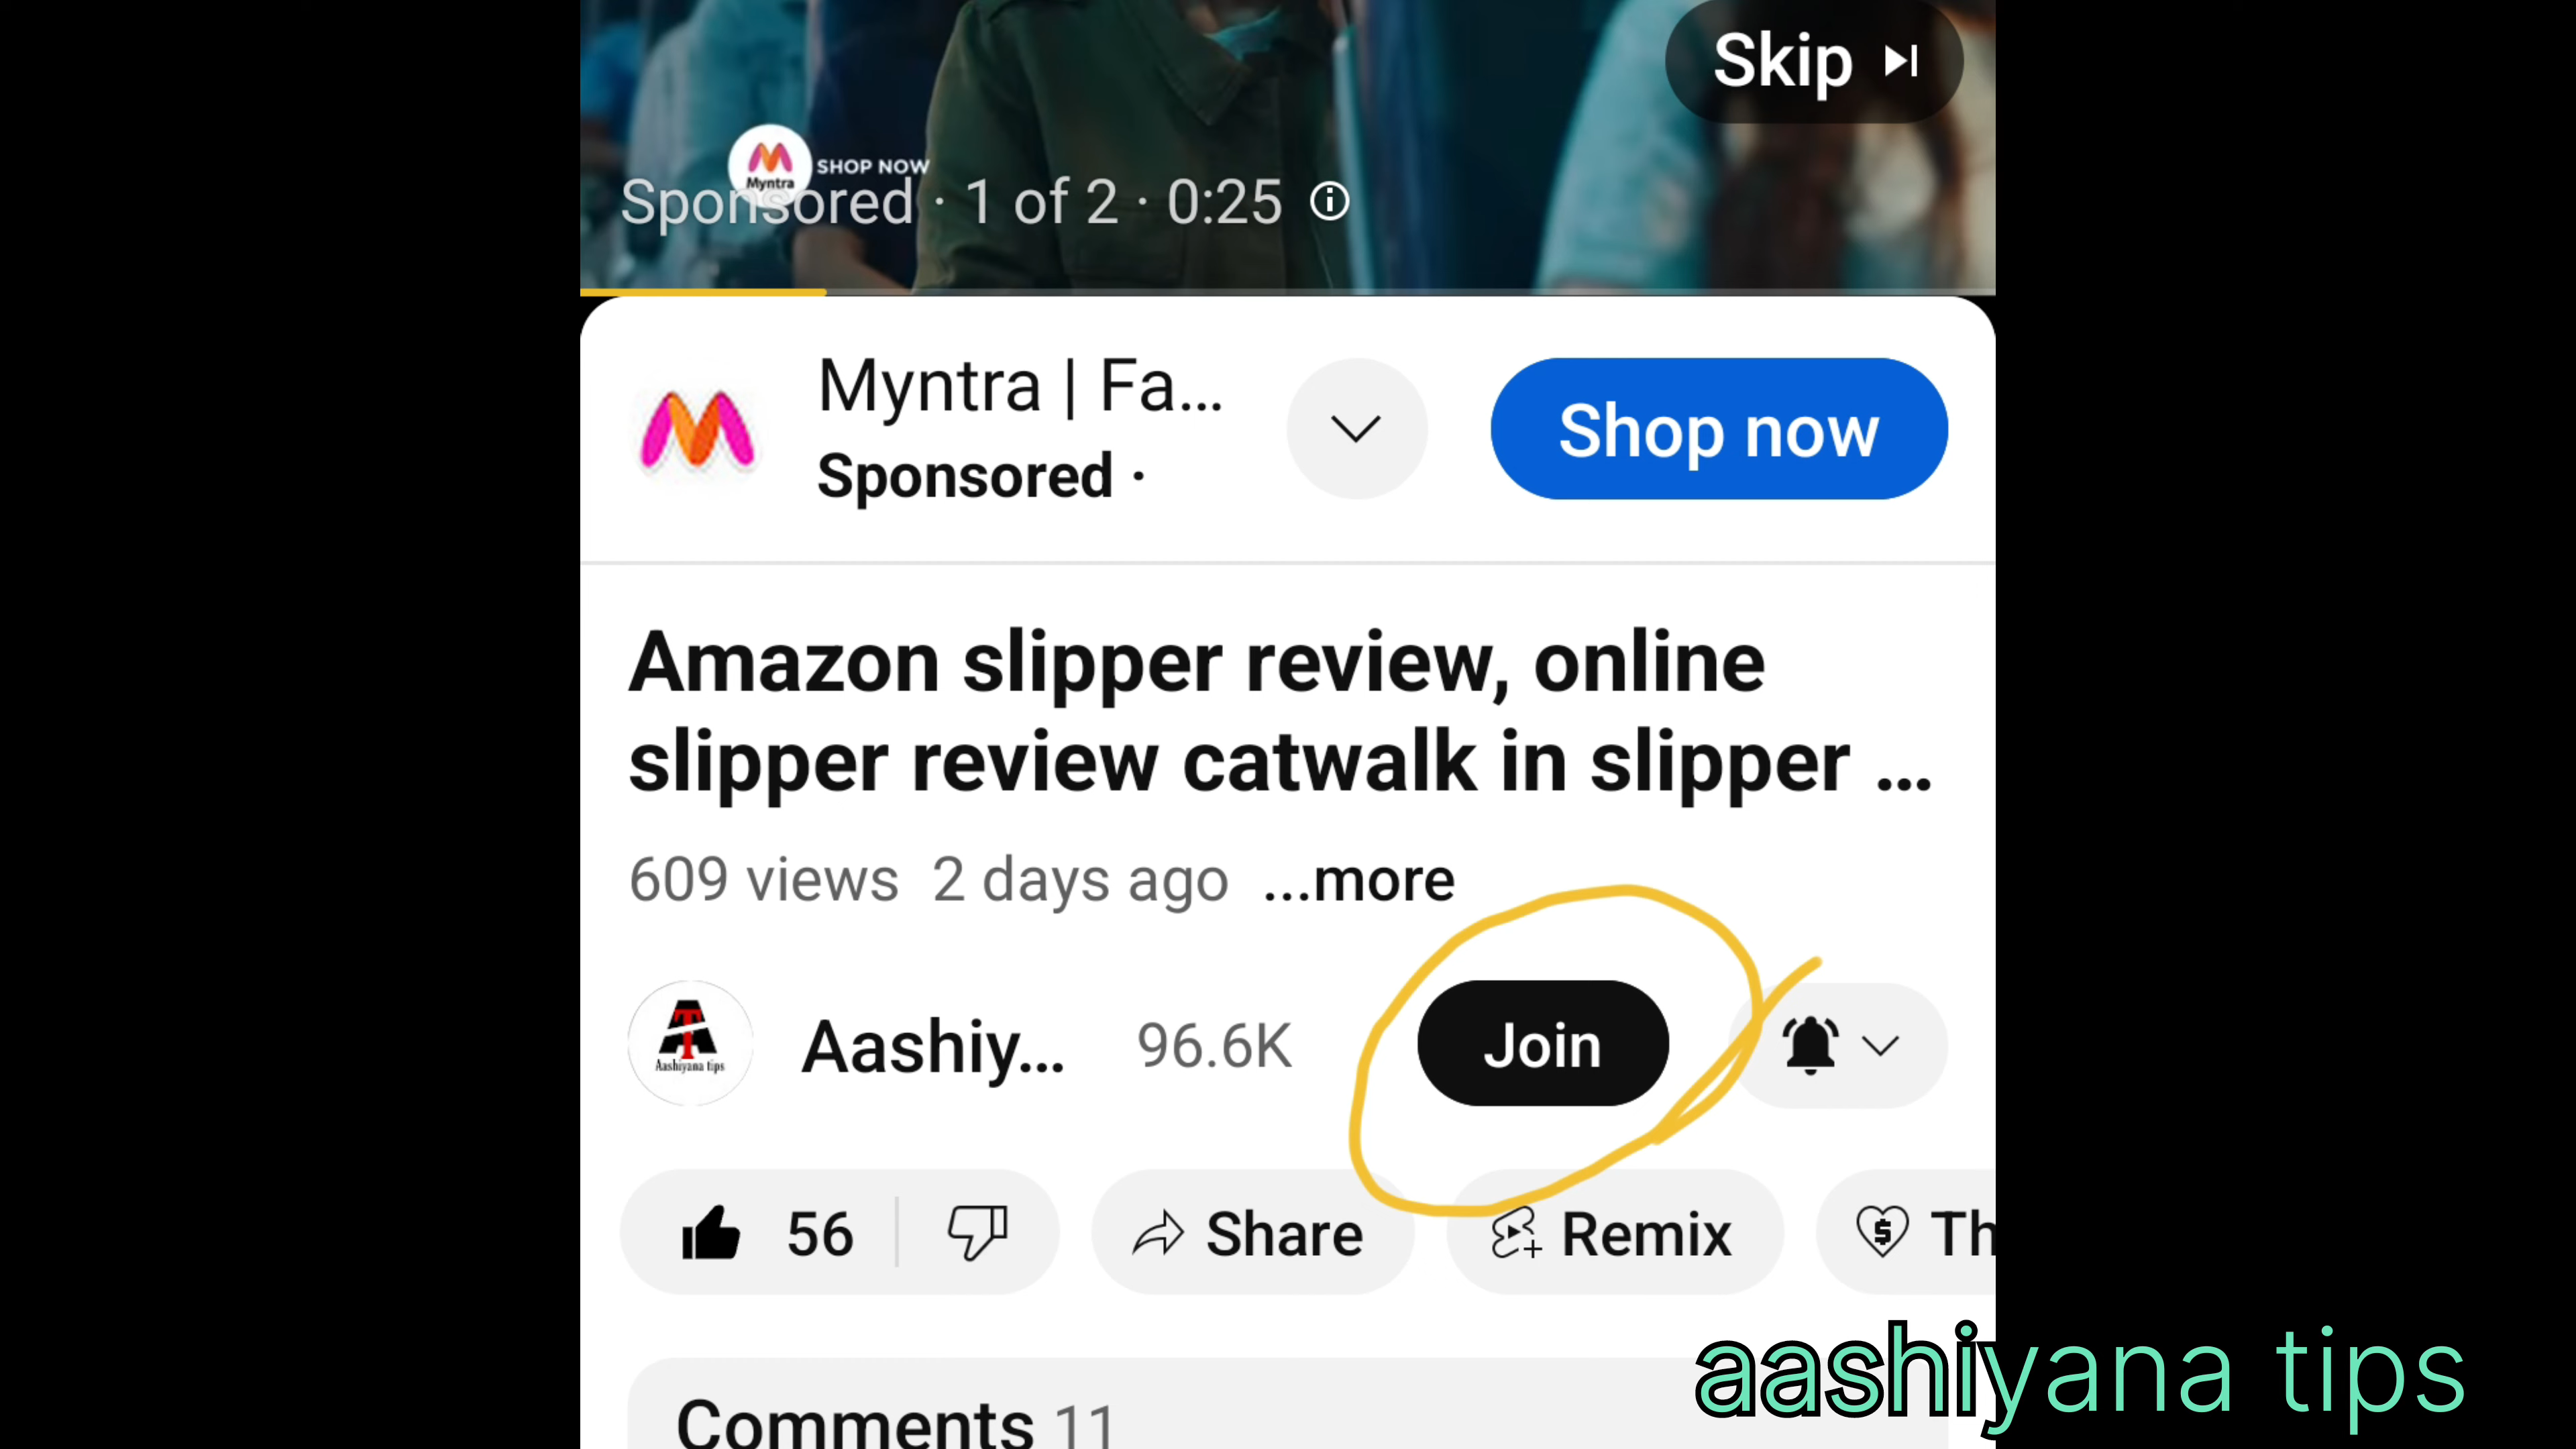 Skip
Myntra
SHOP NOW
Sponsored · 1 of 2 · 0:25
Myntra | Fa...
Sponsored ·
Shop now
Amazon slipper review, online
slipper review catwalk in slipper ...
609 views 2 days ago ...more
Aashiyana tips
Aashiy... 96.6K Join
56 Share Remix Th
Comments 11
aashiyana tips